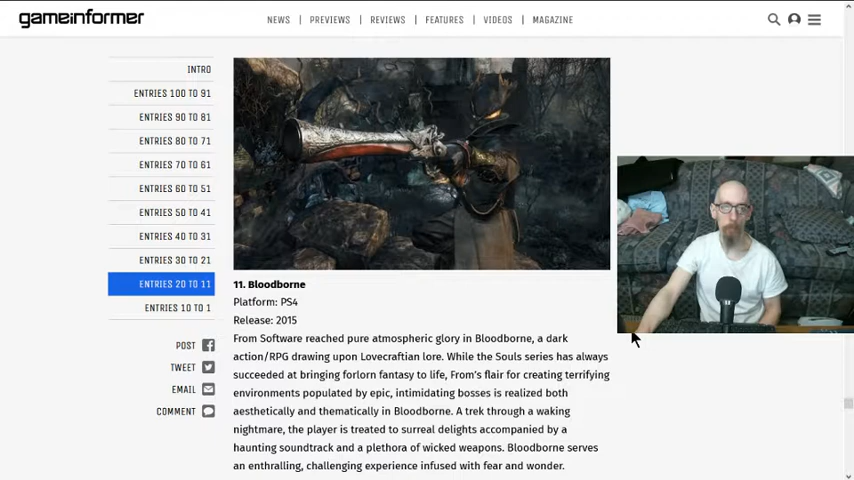 gameinformer
NEWS | PREVIEWS | REVIEWS | FEATURES | VIDEOS | MAGAZINE
INTRO
ENTRIES 100 TO 91
ENTRIES 90 TO 81
ENTRIES 80 TO 71
ENTRIES 70 TO 61
ENTRIES 60 TO 51
ENTRIES 50 TO 41
ENTRIES 40 TO 31
ENTRIES 30 TO 21
ENTRIES 20 TO 11
ENTRIES 10 TO 1
POST
TWEET
EMAIL
COMMENT
11. Bloodborne
Platform: PS4
Release: 2015
From Software reached pure atmospheric glory in Bloodborne, a dark
action/RPG drawing upon Lovecraftian lore. While the Souls series has always
succeeded at bringing forlorn fantasy to life, From's flair for creating terrifying
environments populated by epic, intimidating bosses is realized both
aesthetically and thematically in Bloodborne. A trek through a waking
nightmare, the player is treated to surreal delights accompanied by a
haunting soundtrack and a plethora of wicked weapons. Bloodborne serves
an enthralling, challenging experience infused with fear and wonder.